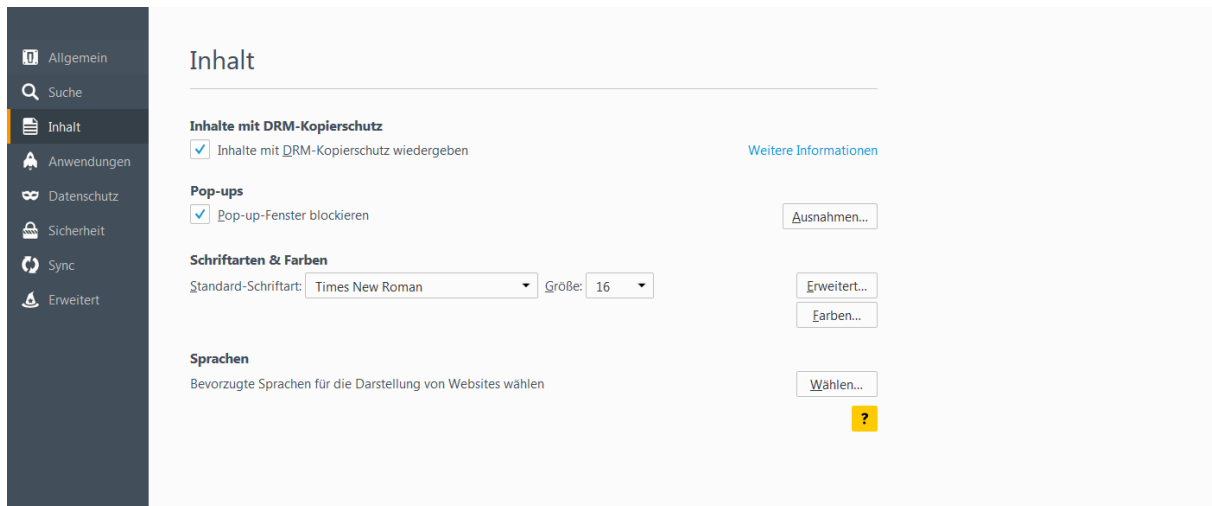 Allgemein
Suche
Inhalt
Anwendungen
Datenschutz
Sicherheit
Sync
Erweitert
Inhalt
Inhalte mit DRM-Kopierschutz
Inhalte mit DRM-Kopierschutz wiedergeben
Weitere Informationen
Pop-ups
Pop-up-Fenster blockieren
Ausnahmen...
Schriftarten & Farben
Standard-Schriftart: Times New Roman Größe: 16
Erweitert...
Farben...
Sprachen
Bevorzugte Sprachen für die Darstellung von Websites wählen
Wählen...
?